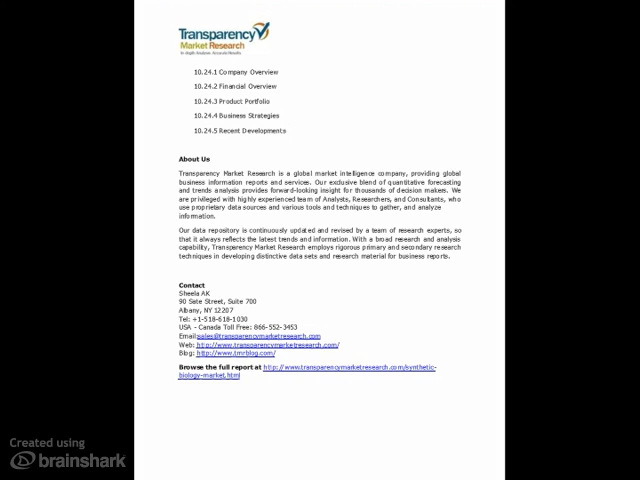 Transparency
Market Research
In-depth Analysis. Accurate Results
10.24.1 Company Overview
10.24.2 Financial Overview
10.24.3 Product Portfolio
10.24.4 Business Strategies
10.24.5 Recent Developments
About Us
Transparency Market Research is a global market intelligence company, providing global
business information reports and services. Our exclusive blend of quantitative forecasting
and trends analysis provides forward-looking insight for thousands of decision makers. We
are privileged with highly experienced team of Analysts, Researchers, and Consultants, who
use proprietary data sources and various tools and techniques to gather, and analyze
information.
Our data repository is continuously updated and revised by a team of research experts, so
that it always reflects the latest trends and information. With a broad research and analysis
capability, Transparency Market Research employs rigorous primary and secondary research
techniques in developing distinctive data sets and research material for business reports.
Contact
Sheela AK
90 Sate Street, Suite 700
Albany, NY 12207
Tel: +1-518-618-1030
USA - Canada Toll Free: 866-552-3453
Email:sales@transparencymarketresearch.com
Web: http://www.transparencymarketresearch.com/
Blog: http://www.tmrblog.com/
Browse the full report at http://www.transparencymarketresearch.com/synthetic-
biology-market.html
Created using
brainshark